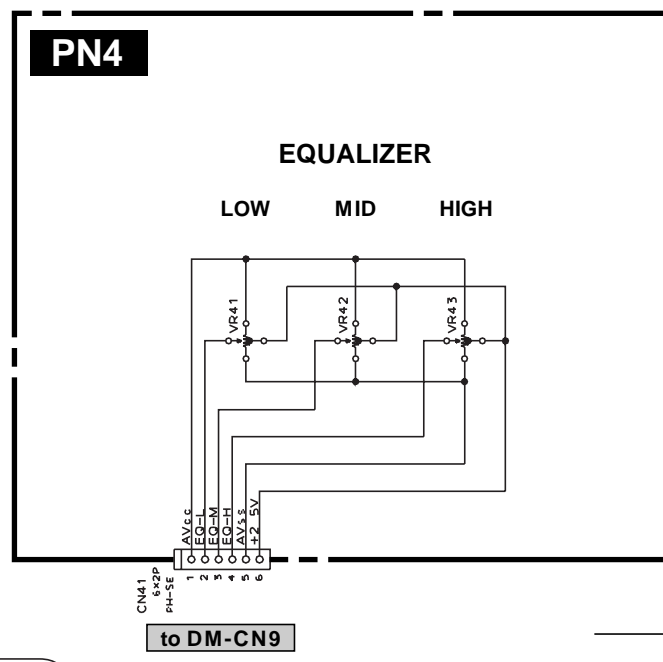 PN4
EQUALIZER
LOW MID HIGH
VR41 VR42 VR43
AVcc
EQ-L
EQ-M
EQ-H
AVss
+2.5V
1 2 3 4 5 6
CN41
6x2P
PH-SE
to DM-CN9